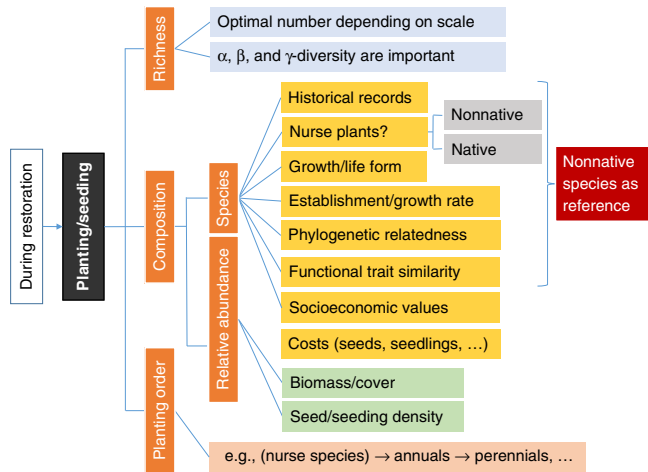 During restoration
Planting/seeding
Richness
Optimal number depending on scale
α, β, and γ-diversity are important
Composition
Species
Historical records
Nurse plants?
Nonnative
Native
Growth/life form
Establishment/growth rate
Phylogenetic relatedness
Functional trait similarity
Socioeconomic values
Costs (seeds, seedlings, …)
Nonnative
species as
reference
Relative abundance
Biomass/cover
Seed/seeding density
Planting order
e.g., (nurse species) → annuals → perennials, …